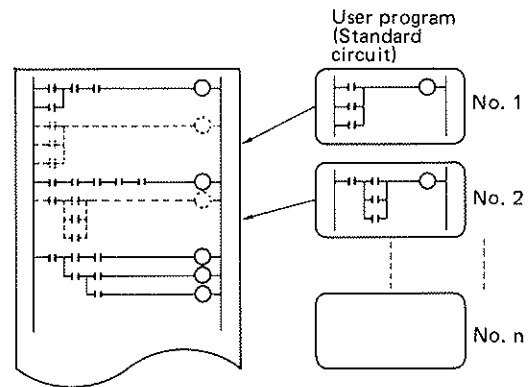 User program
(Standard
circuit)
No. 1
No. 2
No. n